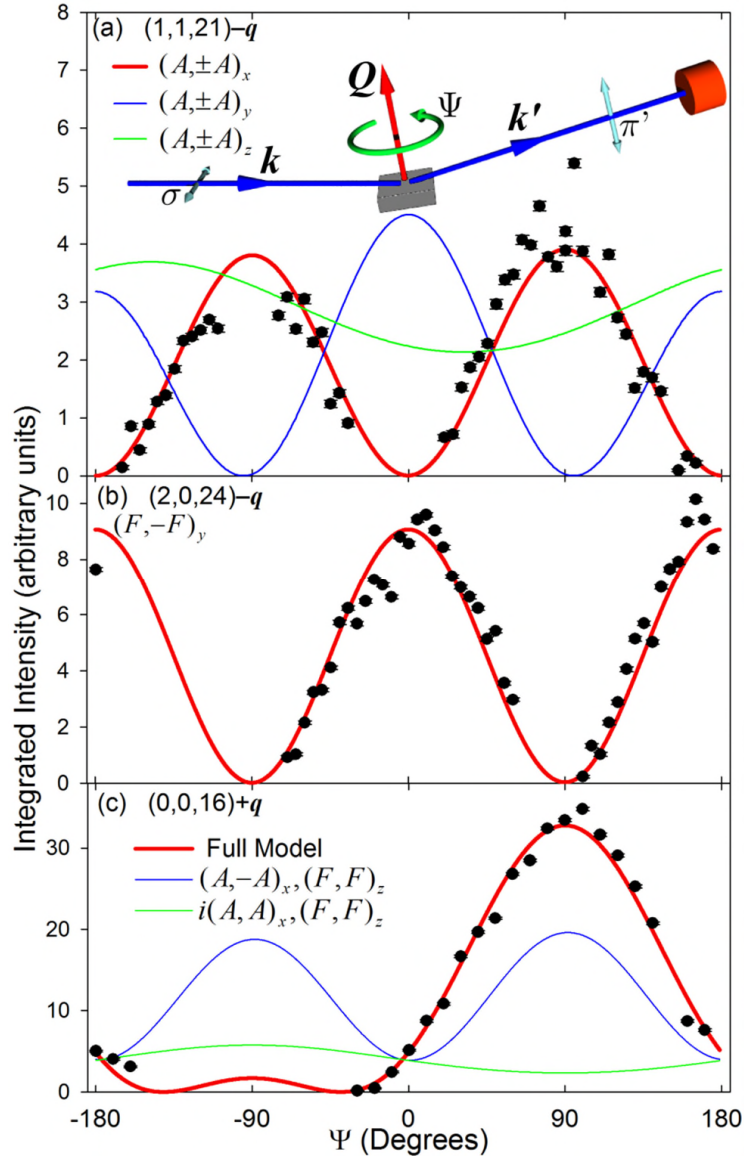 (a) (1,1,21)−q
(A,±A)x
(A,±A)y
(A,±A)z
Q
Ψ
k
k'
σ
π'
8
7
6
5
4
3
2
1
0
(b) (2,0,24)−q
(F,−F)y
10
8
6
4
2
0
(c) (0,0,16)+q
Full Model
(A,−A)x,(F,F)z
i(A,A)x,(F,F)z
30
20
10
0
Integrated Intensity (arbitrary units)
-180 -90 0 90 180
Ψ (Degrees)